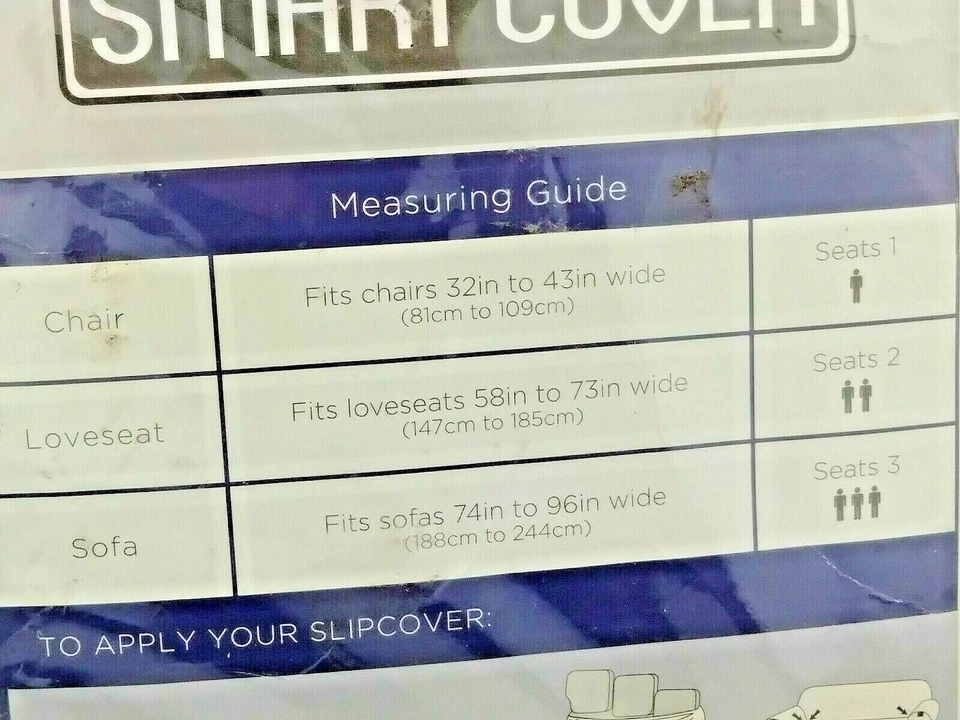 SMART COVER
Measuring Guide
Chair
Fits chairs 32in to 43in wide
(81cm to 109cm)
Seats 1
Loveseat
Fits loveseats 58in to 73in wide
(147cm to 185cm)
Seats 2
Sofa
Fits sofas 74in to 96in wide
(188cm to 244cm)
Seats 3
TO APPLY YOUR SLIPCOVER: